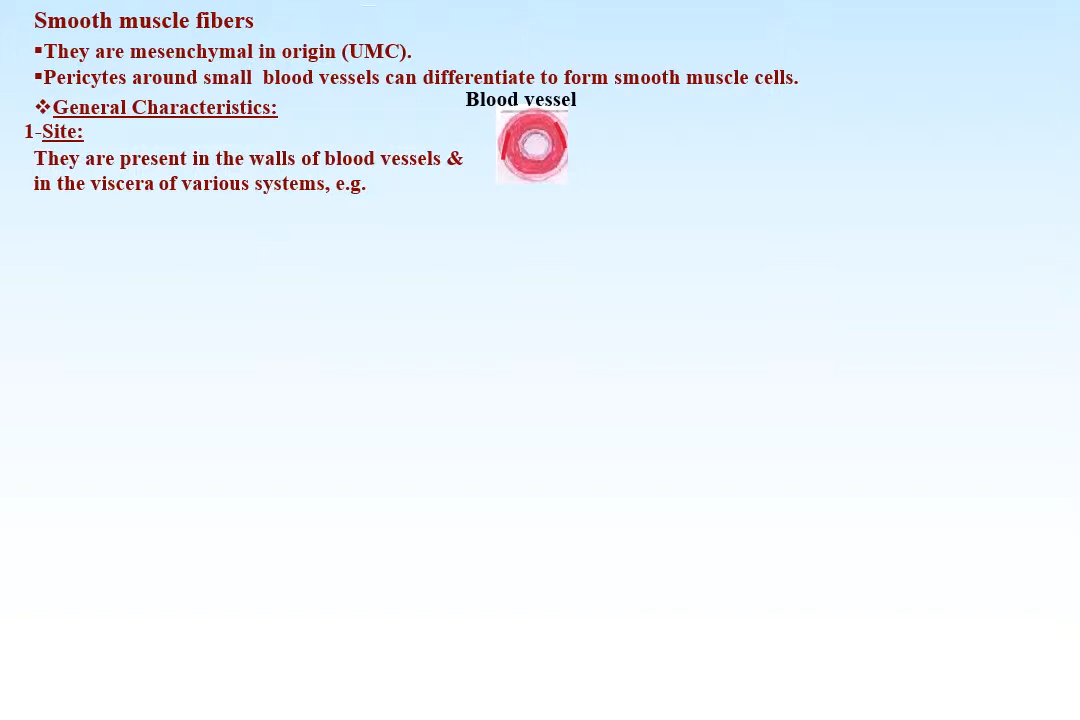 Smooth muscle fibers
▪They are mesenchymal in origin (UMC).
▪Pericytes around small blood vessels can differentiate to form smooth muscle cells.
Blood vessel
❖General Characteristics:
1-Site:
They are present in the walls of blood vessels &
in the viscera of various systems, e.g.